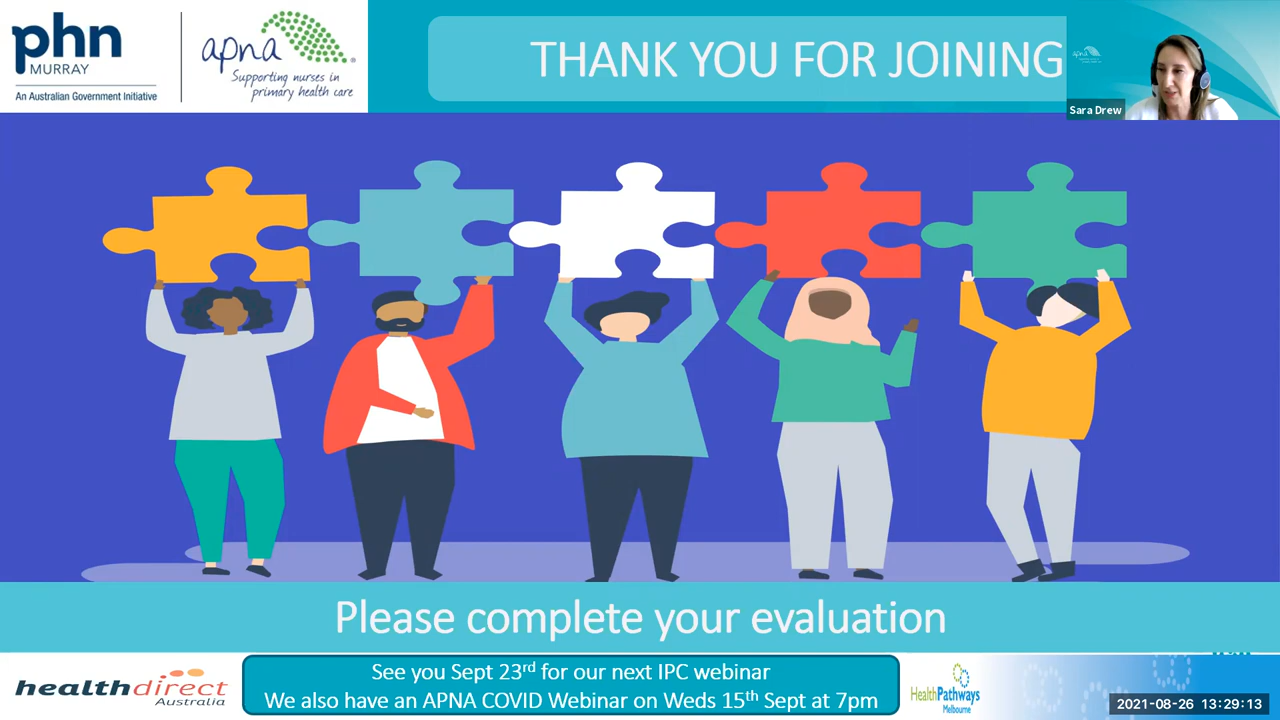 phn
MURRAY
An Australian Government Initiative
apna
Supporting nurses in
primary health care
THANK YOU FOR JOINING
apna
Sara Drew
Please complete your evaluation
healthdirect
Australia
See you Sept 23rd for our next IPC webinar
We also have an APNA COVID Webinar on Weds 15th Sept at 7pm
HealthPathways
Melbourne
2021-08-26 13:29:13